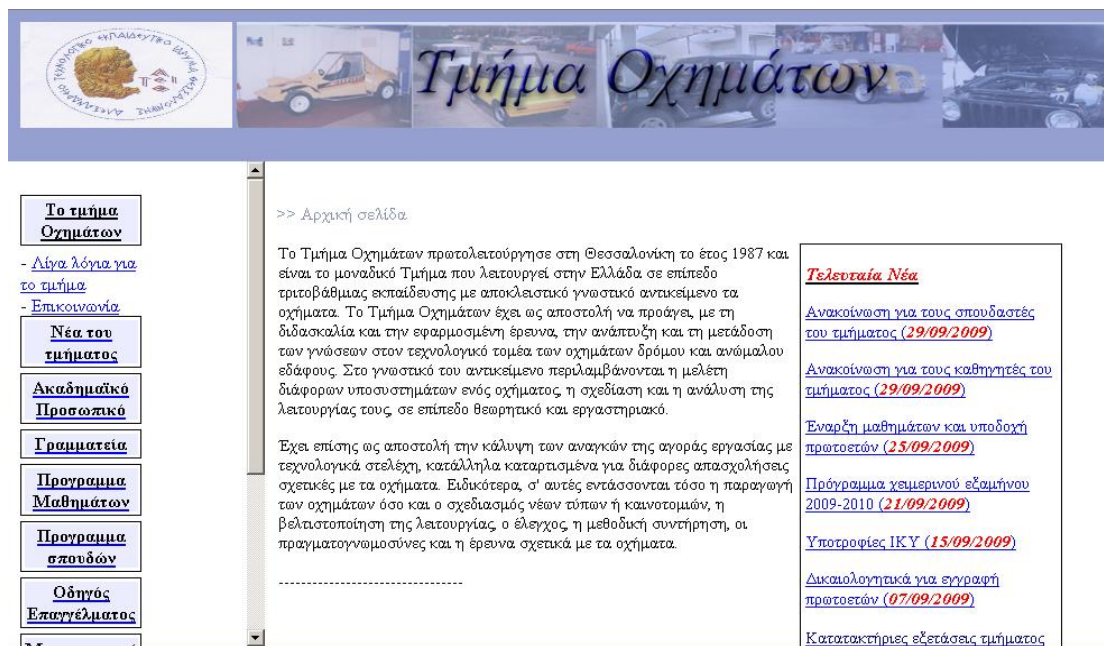 ΤΕΧΝΟΛΟΓΙΚΟ ΕΚΠΑΙΔΕΥΤΙΚΟ ΙΔΡΥΜΑ ΘΕΣΣΑΛΟΝΙΚΗΣ
ΑΛΕΞΑΝΔΡΕΙΟ
Τμήμα Οχημάτων
Το τμήμα
Οχημάτων
- Λίγα λόγια για
το τμήμα
- Επικοινωνία
Νέα του
τμήματος
Ακαδημαϊκό
Προσωπικό
Γραμματεία
Προγραμμα
Μαθημάτων
Προγραμμα
σπουδών
Οδηγός
Επαγγέλματος
>> Αρχική σελίδα
Το Τμήμα Οχημάτων πρωτολειτούργησε στη Θεσσαλονίκη το έτος 1987 και
είναι το μοναδικό Τμήμα που λειτουργεί στην Ελλάδα σε επίπεδο
τριτοβάθμιας εκπαίδευσης με αποκλειστικό γνωστικό αντικείμενο τα
οχήματα. Το Τμήμα Οχημάτων έχει ως αποστολή να προάγει, με τη
διδασκαλία και την εφαρμοσμένη έρευνα, την ανάπτυξη και τη μετάδοση
των γνώσεων στον τεχνολογικό τομέα των οχημάτων δρόμου και ανώμαλου
εδάφους. Στο γνωστικό του αντικείμενο περιλαμβάνονται η μελέτη
διάφορων υποσυστημάτων ενός οχήματος, η σχεδίαση και η ανάλυση της
λειτουργίας τους, σε επίπεδο θεωρητικό και εργαστηριακό.
Έχει επίσης ως αποστολή την κάλυψη των αναγκών της αγοράς εργασίας με
τεχνολογικά στελέχη, κατάλληλα καταρτισμένα για διάφορες απασχολήσεις
σχετικές με τα οχήματα. Ειδικότερα, σ' αυτές εντάσσονται τόσο η παραγωγή
των οχημάτων όσο και ο σχεδιασμός νέων τύπων ή καινοτομιών, η
βελτιστοποίηση της λειτουργίας, ο έλεγχος, η μεθοδική συντήρηση, οι
πραγματογνωμοσύνες και η έρευνα σχετικά με τα οχήματα.
---------------------------------
Τελευταία Νέα
Ανακοίνωση για τους σπουδαστές
του τμήματος (29/09/2009)
Ανακοίνωση για τους καθηγητές του
τμήματος (29/09/2009)
Έναρξη μαθημάτων και υποδοχή
πρωτοετών (25/09/2009)
Πρόγραμμα χειμερινού εξαμήνου
2009-2010 (21/09/2009)
Υποτροφίες ΙΚΥ (15/09/2009)
Δικαιολογητικά για εγγραφή
πρωτοετών (07/09/2009)
Κατατακτήριες εξετάσεις τμήματος